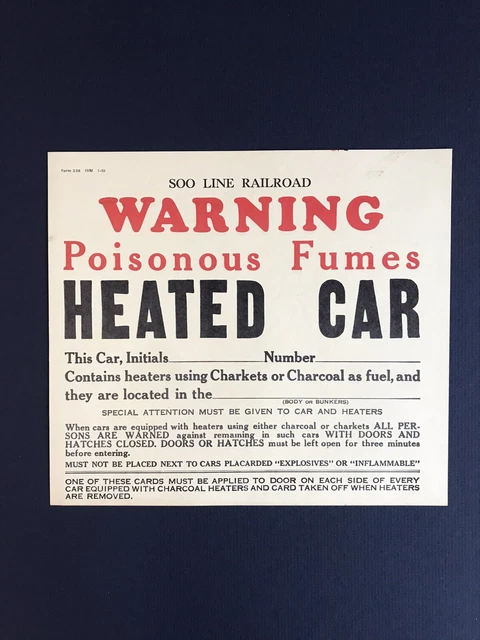 SOO LINE RAILROAD
WARNING
Poisonous Fumes
HEATED CAR
This Car, Initials Number
Contains heaters using Charkets or Charcoal as fuel, and
they are located in the
(BODY OR BUNKERS)
SPECIAL ATTENTION MUST BE GIVEN TO CAR AND HEATERS
When cars are equipped with heaters using either charcoal or charkets ALL PER-
SONS ARE WARNED against remaining in such cars WITH DOORS AND
HATCHES CLOSED. DOORS OR HATCHES must be left open for three minutes
before entering.
MUST NOT BE PLACED NEXT TO CARS PLACARDED “EXPLOSIVES” OR “INFLAMMABLE”
ONE OF THESE CARDS MUST BE APPLIED TO DOOR ON EACH SIDE OF EVERY
CAR EQUIPPED WITH CHARCOAL HEATERS AND CARD TAKEN OFF WHEN HEATERS
ARE REMOVED.